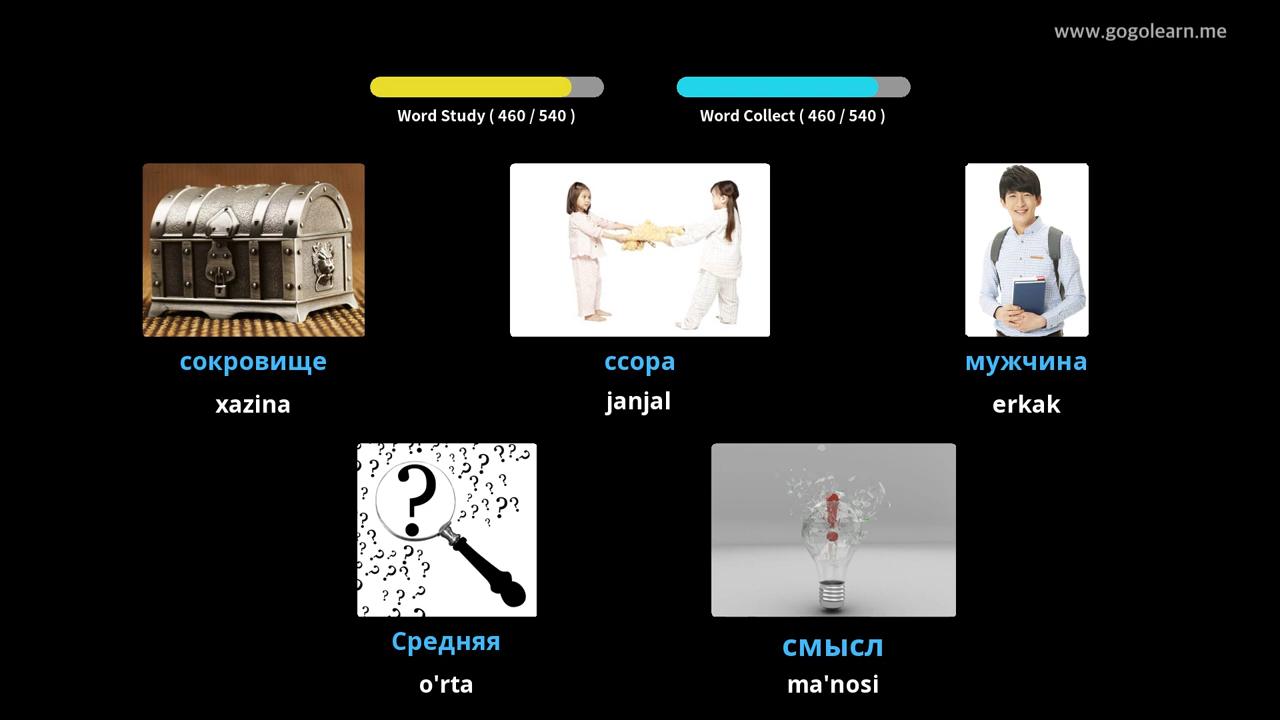 www.gogolearn.me
Word Study ( 460 / 540 )
Word Collect ( 460 / 540 )
сокровище
xazina
ссора
janjal
мужчина
erkak
Средняя
o'rta
смысл
ma'nosi